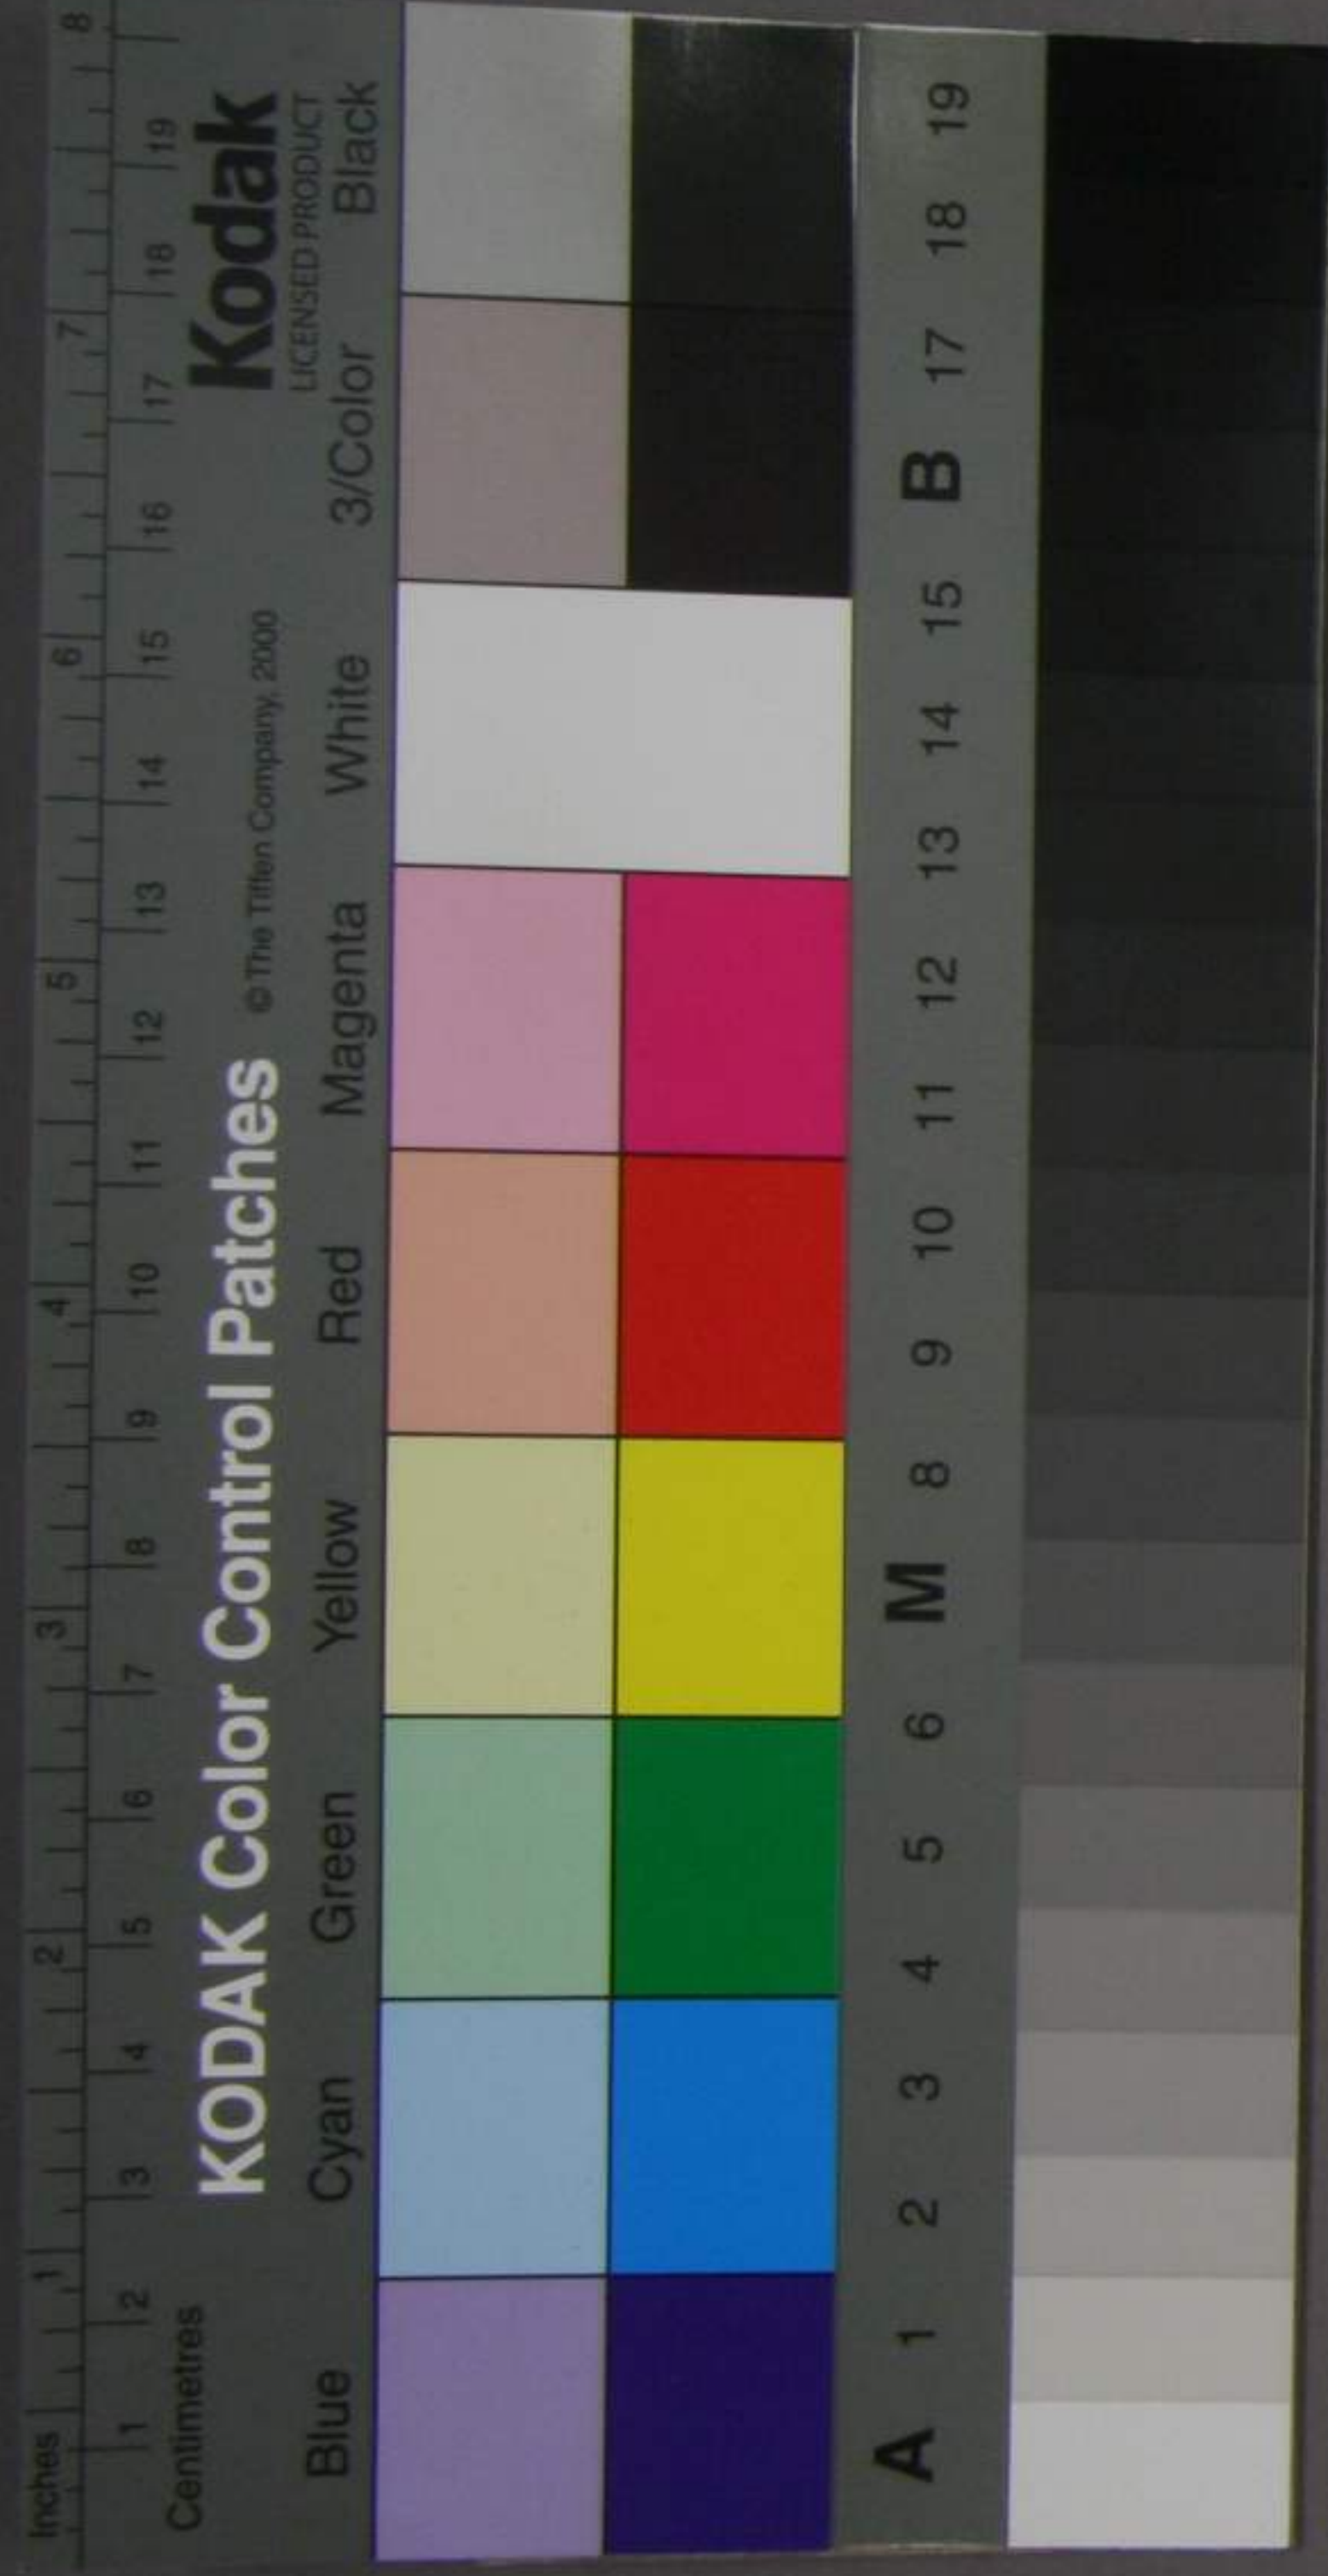 Inches 1 2 3 4 5 6 7 8
Centimetres 1 2 3 4 5 6 7 8 9 10 11 12 13 14 15 16 17 18 19
KODAK Color Control Patches © The Tiffen Company, 2000 Kodak
LICENSED PRODUCT
Blue Cyan Green Yellow Red Magenta White 3/Color Black
A 1 2 3 4 5 6 M 8 9 10 11 12 13 14 15 B 17 18 19